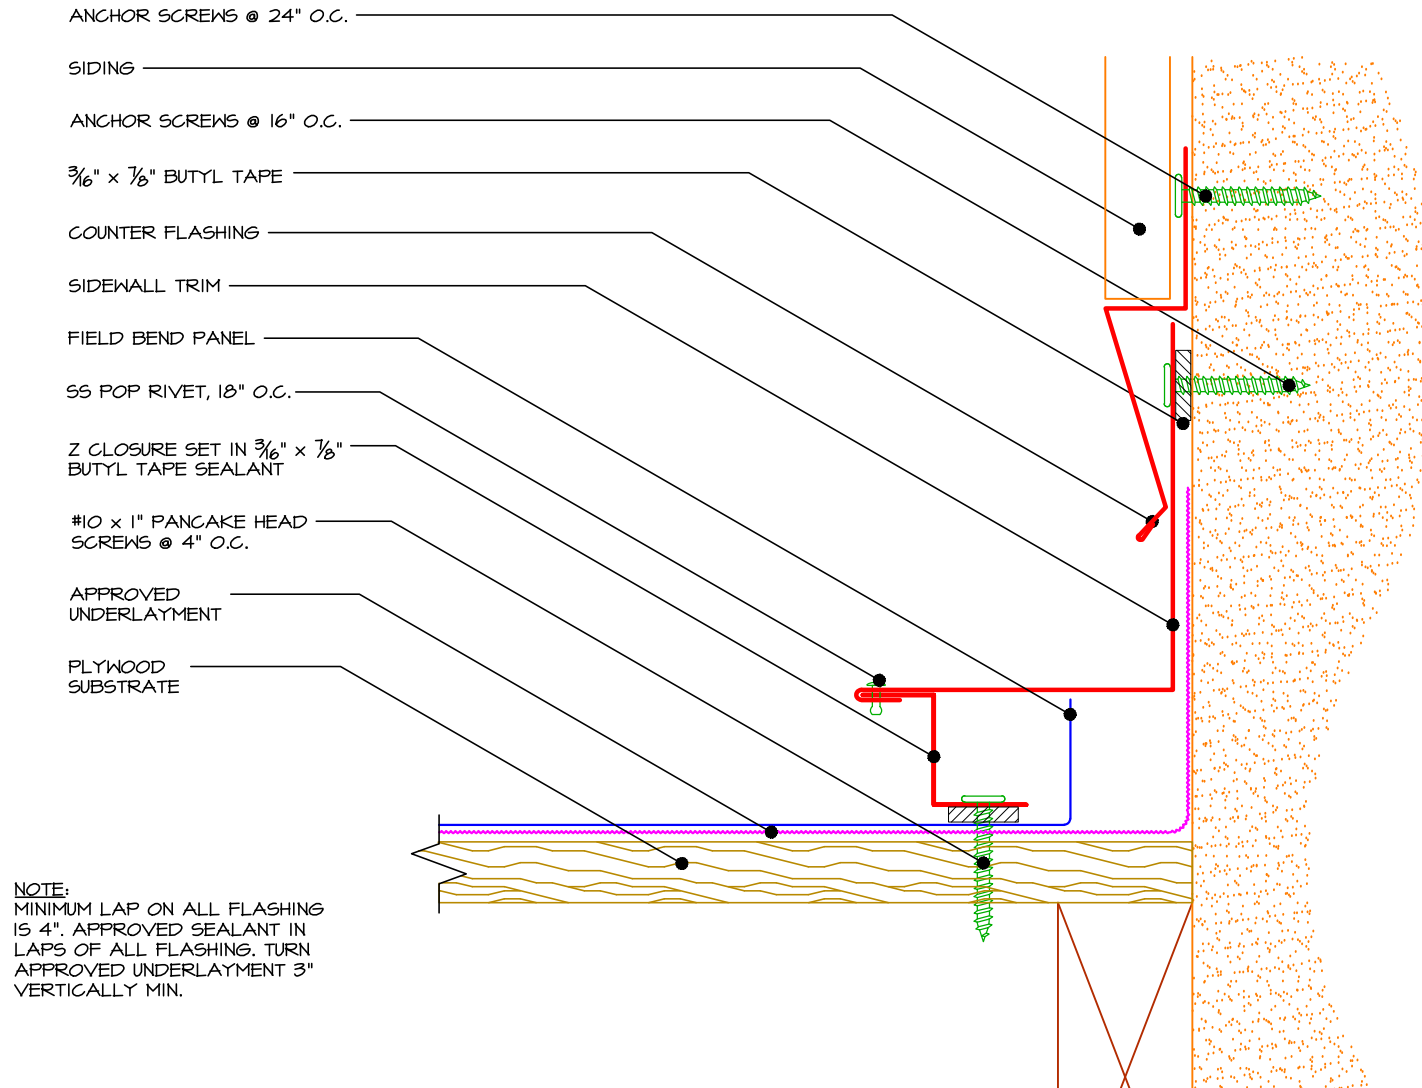 ANCHOR SCREWS @ 24" O.C.
SIDING
ANCHOR SCREWS @ 16" O.C.
3/16" x 7/8" BUTYL TAPE
COUNTER FLASHING
SIDEWALL TRIM
FIELD BEND PANEL
SS POP RIVET, 18" O.C.
Z CLOSURE SET IN 3/16" x 7/8"
BUTYL TAPE SEALANT
#10 x 1" PANCAKE HEAD
SCREWS @ 4" O.C.
APPROVED
UNDERLAYMENT
PLYWOOD
SUBSTRATE
NOTE:
MINIMUM LAP ON ALL FLASHING
IS 4". APPROVED SEALANT IN
LAPS OF ALL FLASHING. TURN
APPROVED UNDERLAYMENT 3"
VERTICALLY MIN.